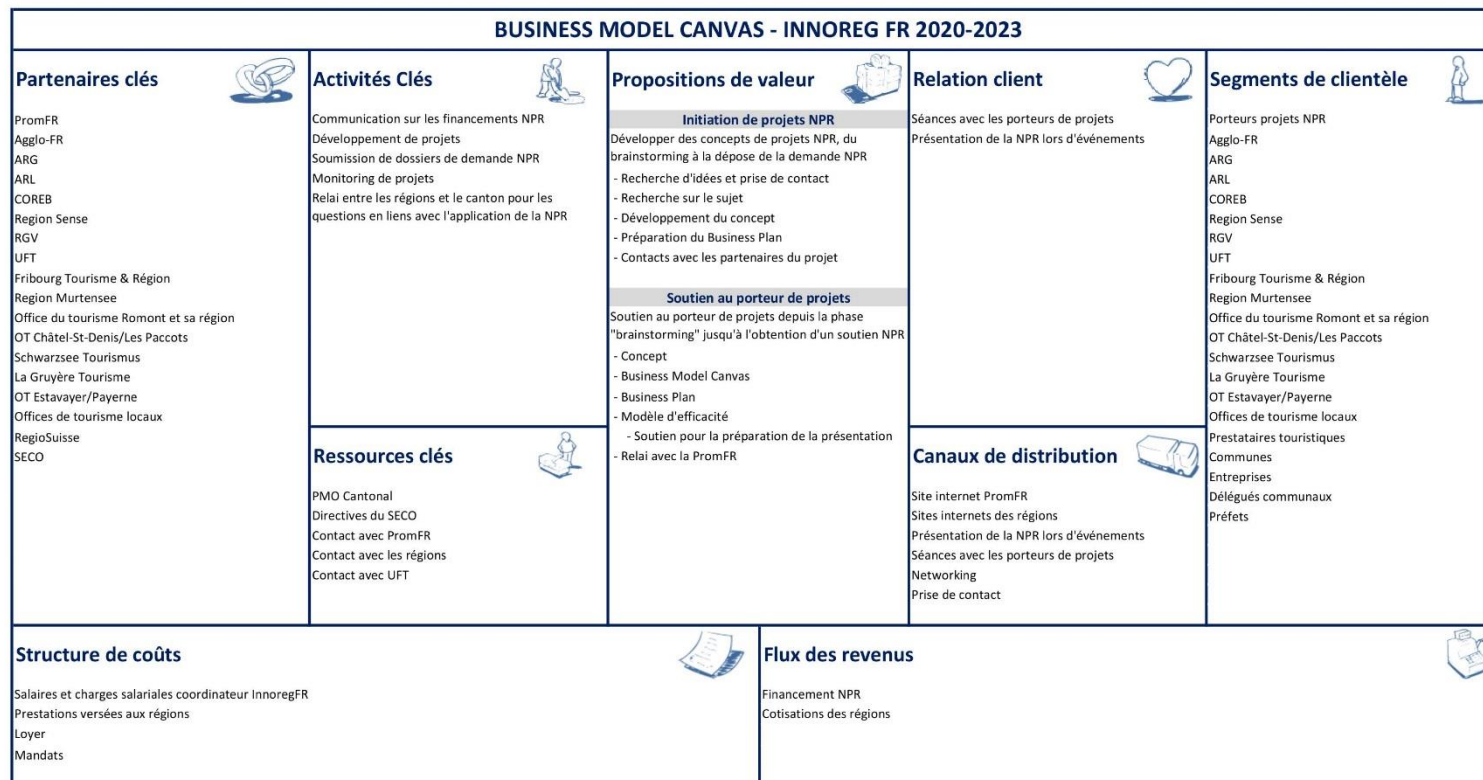 BUSINESS MODEL CANVAS - INNOREG FR 2020-2023
Partenaires clés
PromFR
Agglo-FR
ARG
ARL
COREB
Region Sense
RGV
UFT
Fribourg Tourisme & Région
Region Murtensee
Office du tourisme Romont et sa région
OT Châtel-St-Denis/Les Paccots
Schwarzsee Tourismus
La Gruyère Tourisme
OT Estavayer/Payerne
Offices de tourisme locaux
RegioSuisse
SECO
Activités Clés
Communication sur les financements NPR
Développement de projets
Soumission de dossiers de demande NPR
Monitoring de projets
Relai entre les régions et le canton pour les
questions en liens avec l'application de la NPR
Ressources clés
PMO Cantonal
Directives du SECO
Contact avec PromFR
Contact avec les régions
Contact avec UFT
Propositions de valeur
Initiation de projets NPR
Développer des concepts de projets NPR, du
brainstorming à la dépose de la demande NPR
- Recherche d'idées et prise de contact
- Recherche sur le sujet
- Développement du concept
- Préparation du Business Plan
- Contacts avec les partenaires du projet
Soutien au porteur de projets
Soutien au porteur de projets depuis la phase
"brainstorming" jusqu'à l'obtention d'un soutien NPR
- Concept
- Business Model Canvas
- Business Plan
- Modèle d'efficacité
- Soutien pour la préparation de la présentation
- Relai avec la PromFR
Relation client
Séances avec les porteurs de projets
Présentation de la NPR lors d'événements
Canaux de distribution
Site internet PromFR
Sites internets des régions
Présentation de la NPR lors d'événements
Séances avec les porteurs de projets
Networking
Prise de contact
Segments de clientèle
Porteurs projets NPR
Agglo-FR
ARG
ARL
COREB
Region Sense
RGV
UFT
Fribourg Tourisme & Région
Region Murtensee
Office du tourisme Romont et sa région
OT Châtel-St-Denis/Les Paccots
Schwarzsee Tourismus
La Gruyère Tourisme
OT Estavayer/Payerne
Offices de tourisme locaux
Prestataires touristiques
Communes
Entreprises
Délégués communaux
Préfets
Structure de coûts
Salaires et charges salariales coordinateur InnoregFR
Prestations versées aux régions
Loyer
Mandats
Flux des revenus
Financement NPR
Cotisations des régions